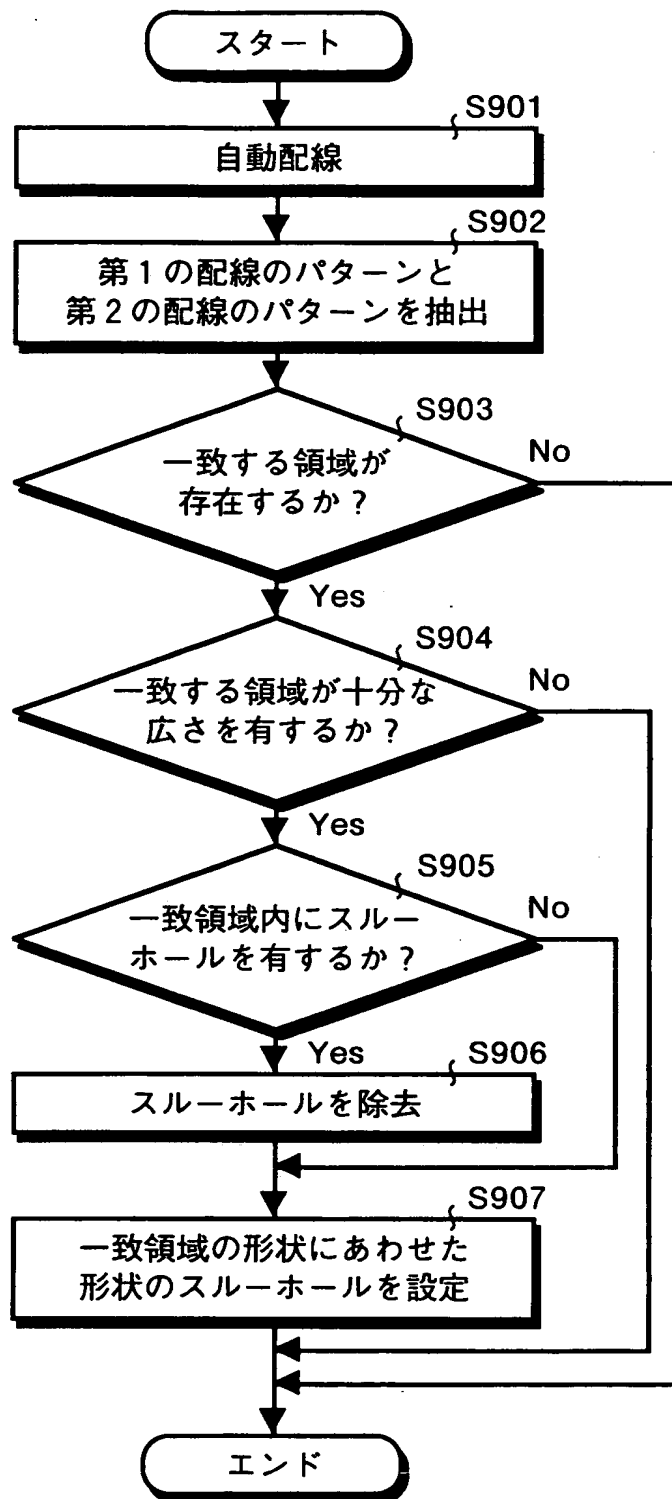 スタート
S901
自動配線
S902
第１の配線のパターンと
第２の配線のパターンを抽出
S903
一致する領域が
存在するか？
No
Yes
S904
一致する領域が十分な
広さを有するか？
No
Yes
S905
一致領域内にスルー
ホールを有するか？
No
Yes
S906
スルーホールを除去
S907
一致領域の形状にあわせた
形状のスルーホールを設定
エンド